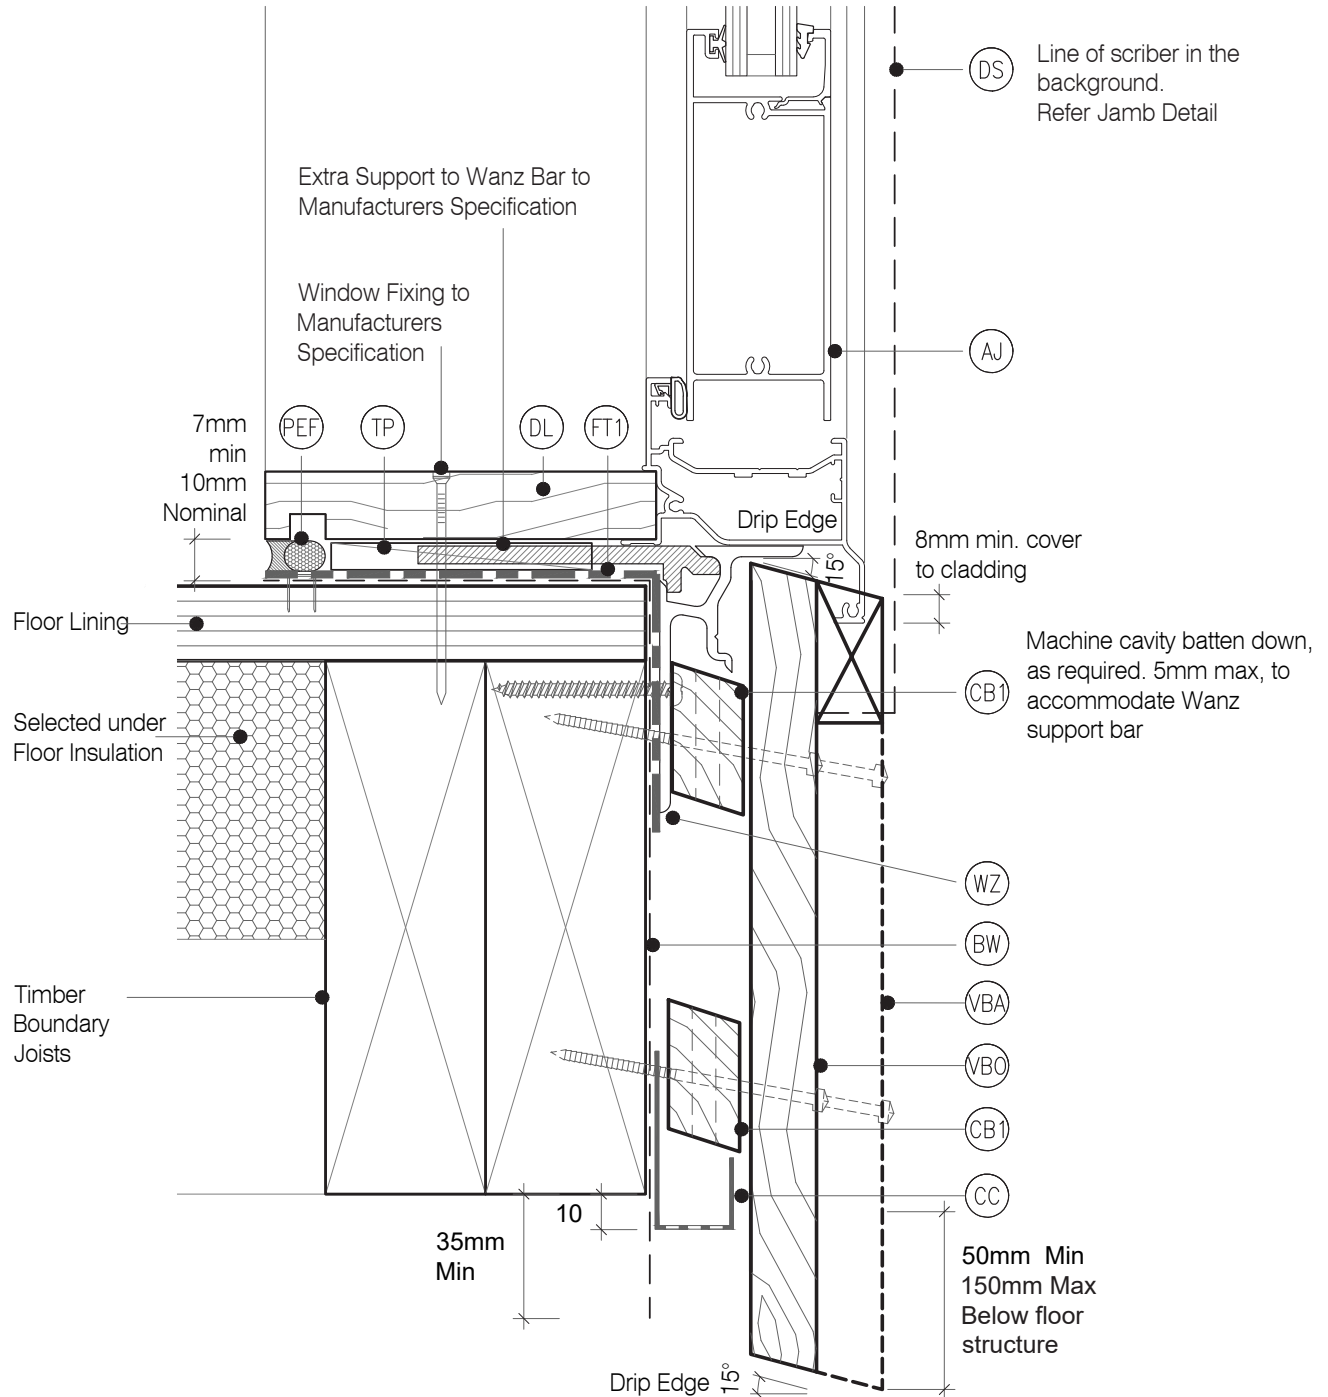 DS
Line of scriber in the
background.
Refer Jamb Detail
Extra Support to Wanz Bar to
Manufacturers Specification
Window Fixing to
Manufacturers
Specification
AJ
7mm
min
10mm
Nominal
PEF
TP
DL
FT1
Drip Edge
15°
8mm min. cover
to cladding
Floor Lining
Machine cavity batten down,
as required. 5mm max, to
accommodate Wanz
support bar
CB1
Selected under
Floor Insulation
WZ
BW
VBA
Timber
Boundary
Joists
VBO
CB1
CC
10
35mm
Min
50mm Min
150mm Max
Below floor
structure
Drip Edge
15°